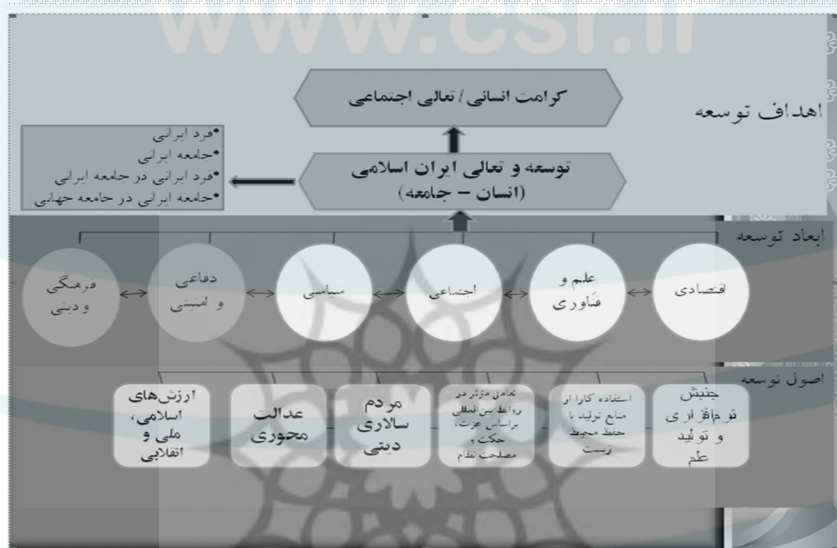 www.csr.ir
اهداف توسعه
کرامت انسانی / تعالی اجتماعی
توسعه و تعالی ایران اسلامی
(انسان – جامعه)
•فرد ایرانی
•جامعه ایرانی
•فرد ایرانی در جامعه ایرانی
•جامعه ایرانی در جامعه جهانی
ابعاد توسعه
اقتصادی
علم و
فناوری
اجتماعی
سیاسی
دفاعی
و امنیتی
فرهنگی
و دینی
اصول توسعه
جنبش
نرم‌افزاری
و تولید
علم
استفاده کارا از
منابع تولید با
حفظ محیط
زیست
تعامل مؤثر در
روابط بین‌المللی
براساس عزت،
حکمت و
مصلحت نظام
مردم
سالاری
دینی
عدالت
محوری
ارزش‌های
اسلامی،
ملی و
انقلابی